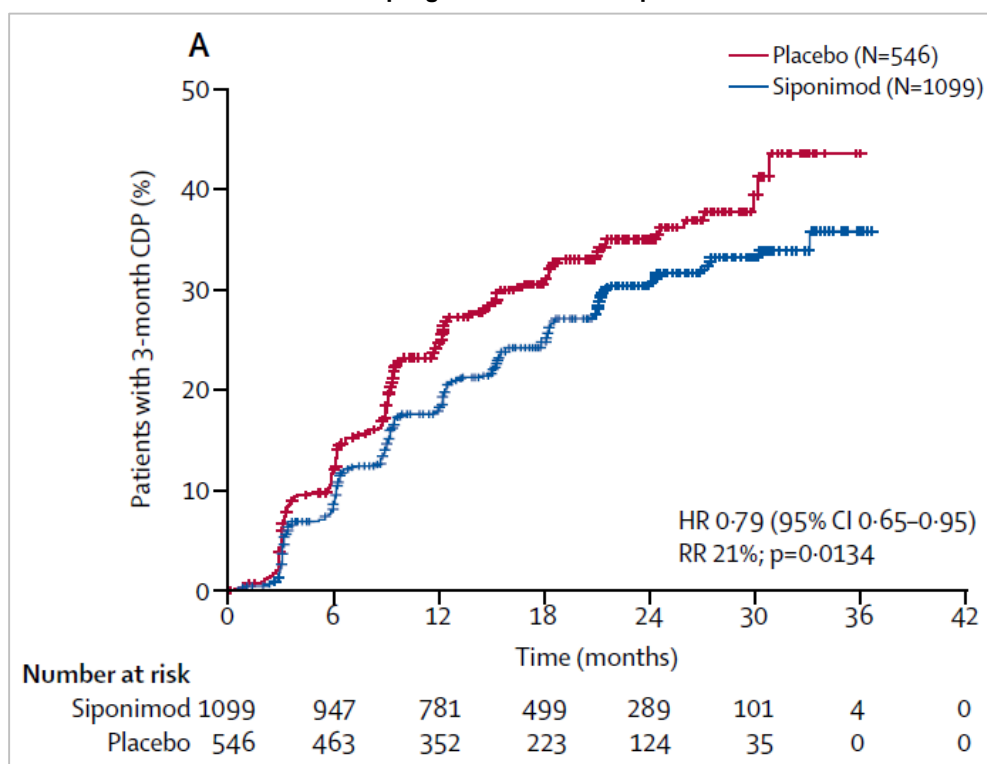 A
Placebo (N=546)
Siponimod (N=1099)
50
40
30
20
10
0
Patients with 3-month CDP (%)
HR 0·79 (95% CI 0·65–0·95)
RR 21%; p=0·0134
0 6 12 18 24 30 36 42
Time (months)
Number at risk
Siponimod 1099 947 781 499 289 101 4 0
Placebo 546 463 352 223 124 35 0 0